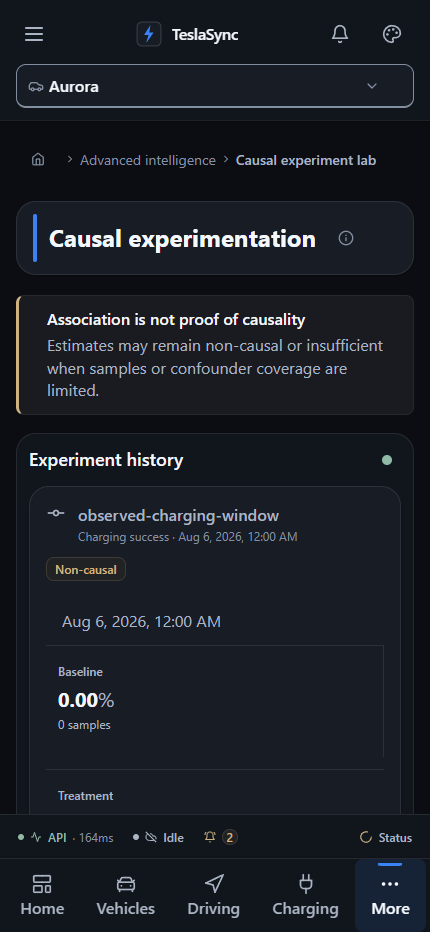 TeslaSync
Aurora
Advanced intelligence
Causal experiment lab
Causal experimentation
Association is not proof of causality
Estimates may remain non-causal or insufficient
when samples or confounder coverage are
limited.
Experiment history
observed-charging-window
Charging success · Aug 6, 2026, 12:00 AM
Non-causal
Aug 6, 2026, 12:00 AM
Baseline
0.00%
0 samples
Treatment
API · 164ms
Idle
2
Status
Home
Vehicles
Driving
Charging
More